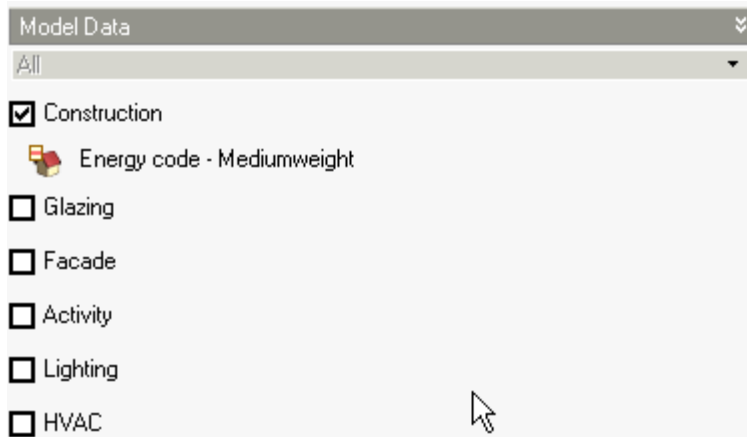 Model Data
All
Construction
Energy code - Mediumweight
Glazing
Facade
Activity
Lighting
HVAC